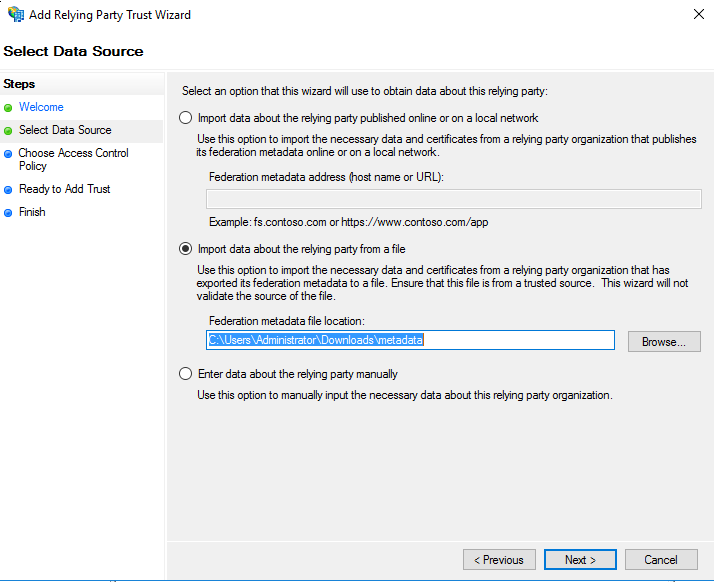 Add Relying Party Trust Wizard
Select Data Source
Steps
Welcome
Select Data Source
Choose Access Control
Policy
Ready to Add Trust
Finish
Select an option that this wizard will use to obtain data about this relying party:
Import data about the relying party published online or on a local network
Use this option to import the necessary data and certificates from a relying party organization that publishes
its federation metadata online or on a local network.
Federation metadata address (host name or URL):
Example: fs.contoso.com or https://www.contoso.com/app
Import data about the relying party from a file
Use this option to import the necessary data and certificates from a relying party organization that has
exported its federation metadata to a file. Ensure that this file is from a trusted source.  This wizard will not
validate the source of the file.
Federation metadata file location:
C:\Users\Administrator\Downloads\metadata
Browse...
Enter data about the relying party manually
Use this option to manually input the necessary data about this relying party organization.
< Previous
Next >
Cancel